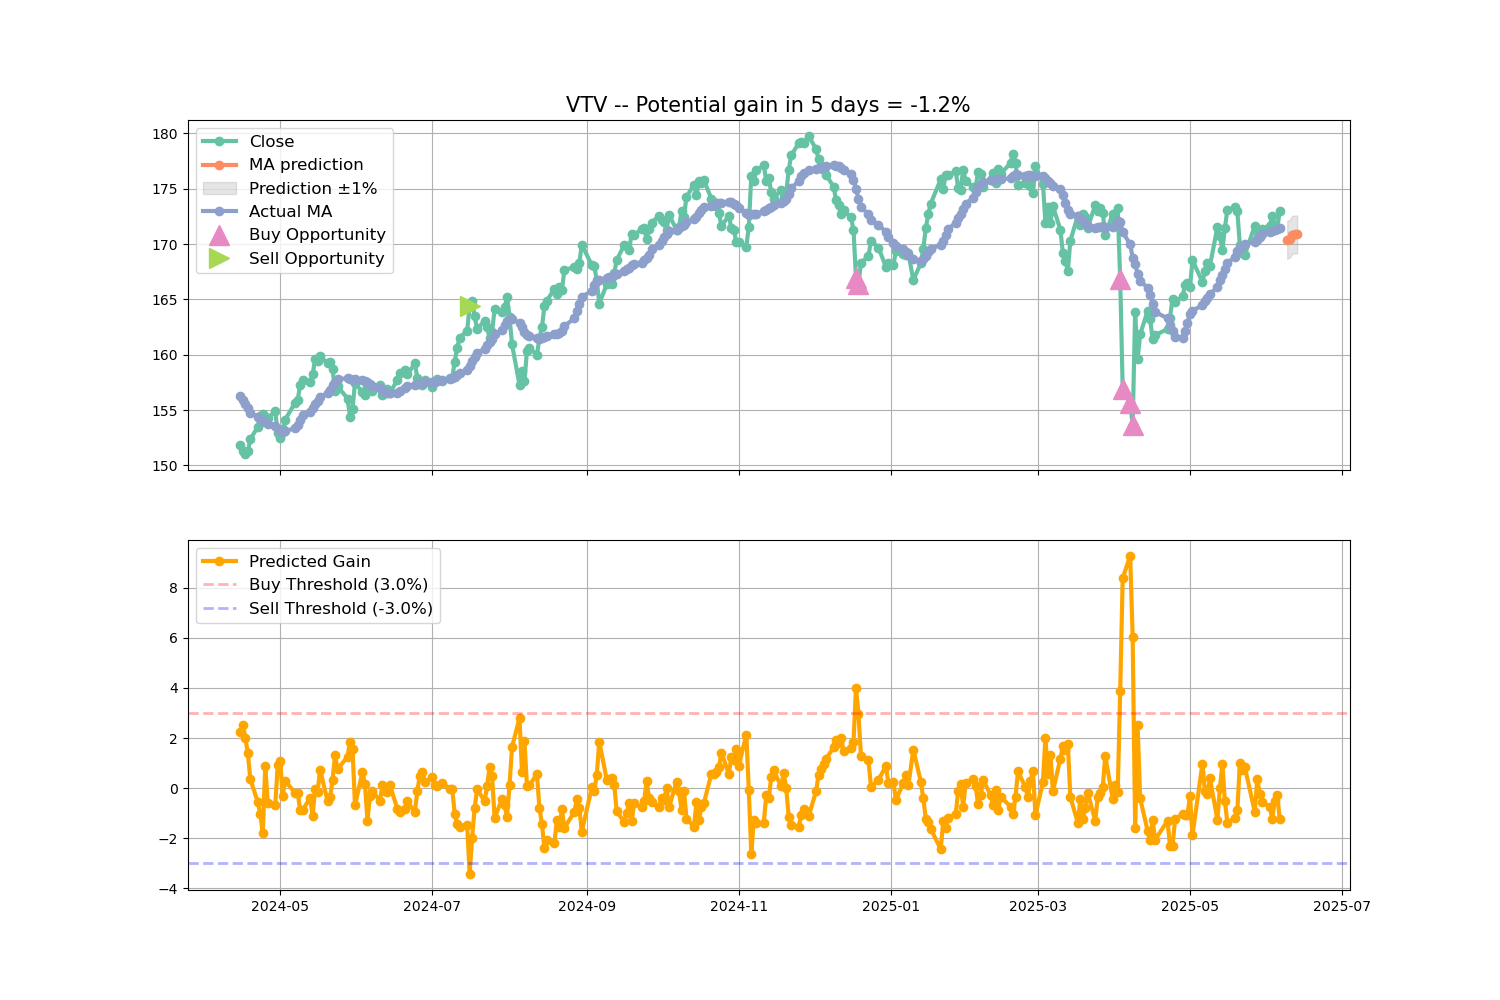 VTV -- Potential gain in 5 days = -1.2%
180
175
170
165
160
155
150
Close
MA prediction
Prediction ±1%
Actual MA
Buy Opportunity
Sell Opportunity
8
6
4
2
0
−2
−4
Predicted Gain
Buy Threshold (3.0%)
Sell Threshold (-3.0%)
2024-05
2024-07
2024-09
2024-11
2025-01
2025-03
2025-05
2025-07